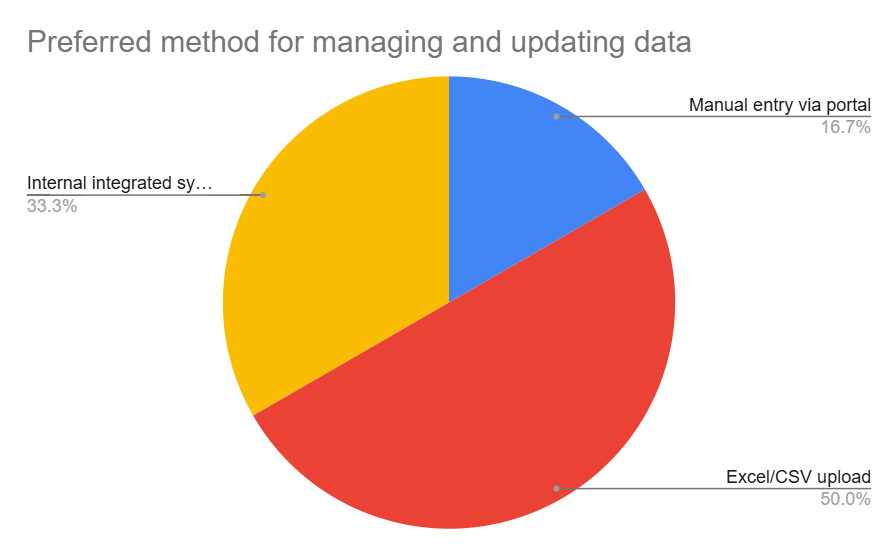 Preferred method for managing and updating data
Manual entry via portal
16.7%
Internal integrated sy…
33.3%
Excel/CSV upload
50.0%